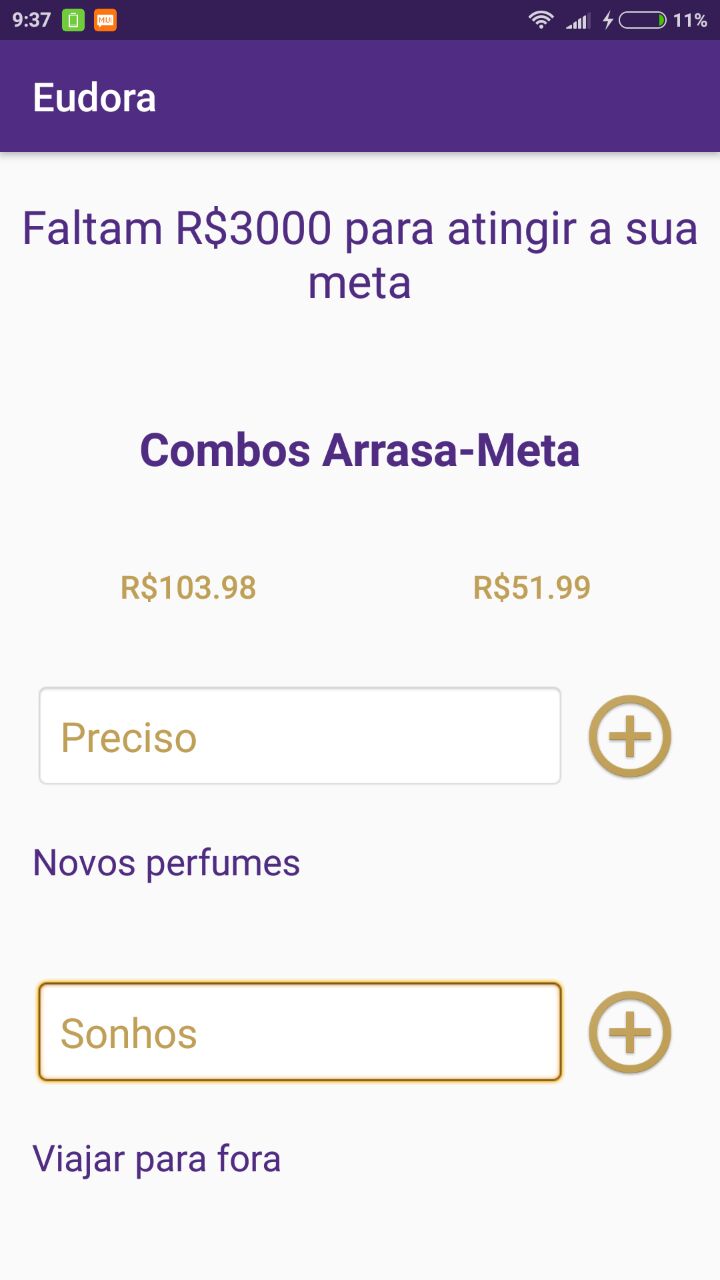 9:37 MU 11%
Eudora
Faltam R$3000 para atingir a sua
meta
Combos Arrasa-Meta
R$103.98 R$51.99
Preciso
Novos perfumes
Sonhos
Viajar para fora